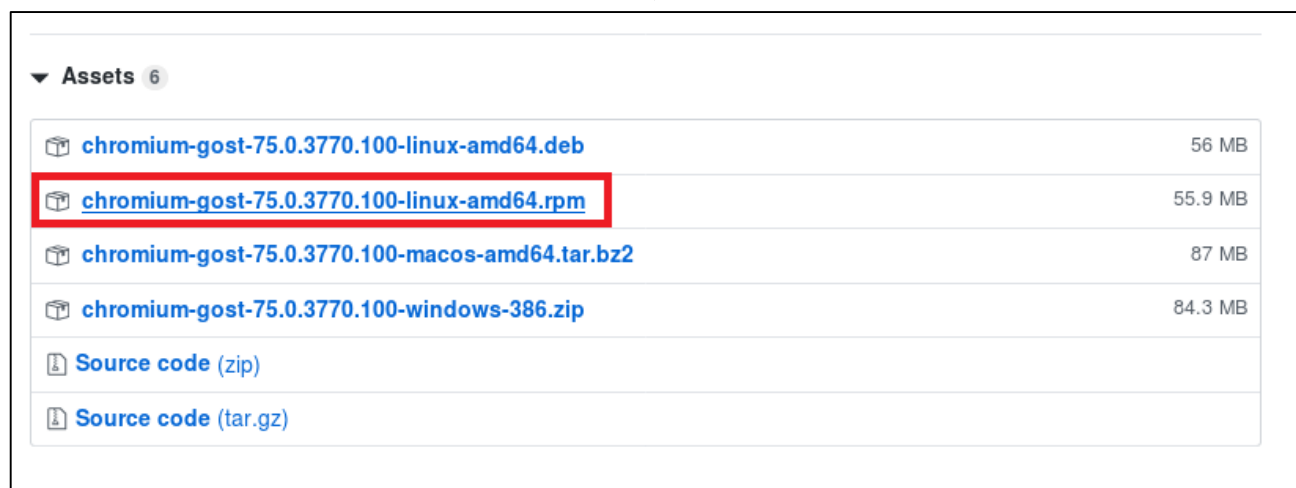 Assets 6
chromium-gost-75.0.3770.100-linux-amd64.deb 56 MB
chromium-gost-75.0.3770.100-linux-amd64.rpm 55.9 MB
chromium-gost-75.0.3770.100-macos-amd64.tar.bz2 87 MB
chromium-gost-75.0.3770.100-windows-386.zip 84.3 MB
Source code (zip)
Source code (tar.gz)